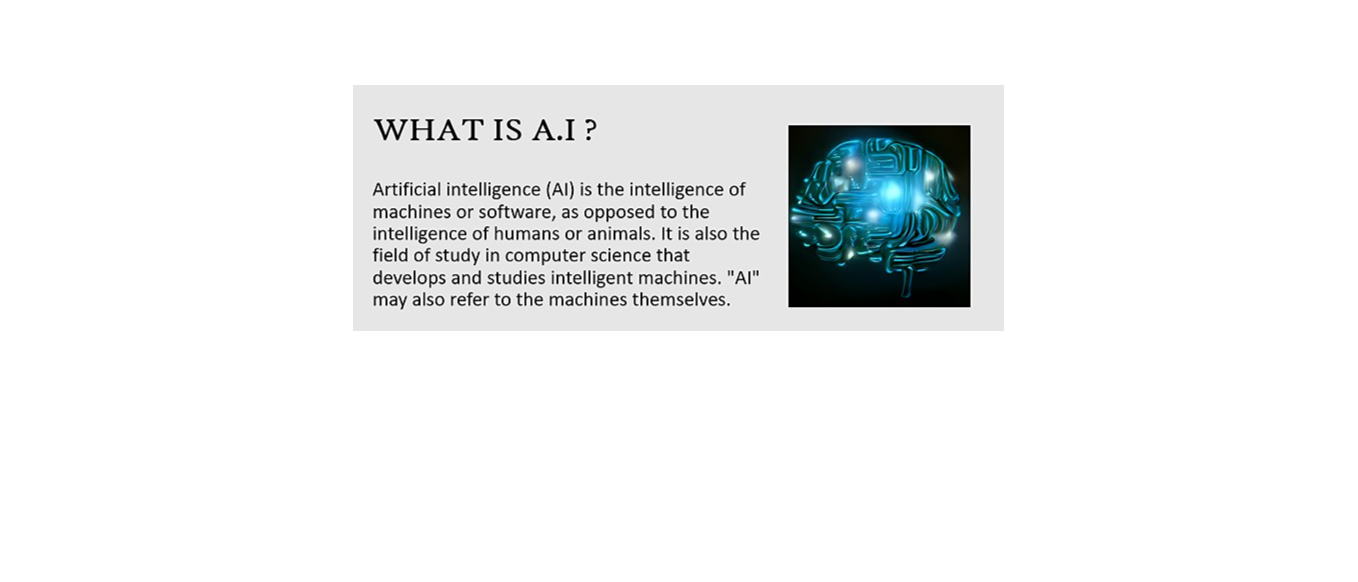 WHAT IS A.I ?
Artificial intelligence (AI) is the intelligence of
machines or software, as opposed to the
intelligence of humans or animals. It is also the
field of study in computer science that
develops and studies intelligent machines. "AI"
may also refer to the machines themselves.